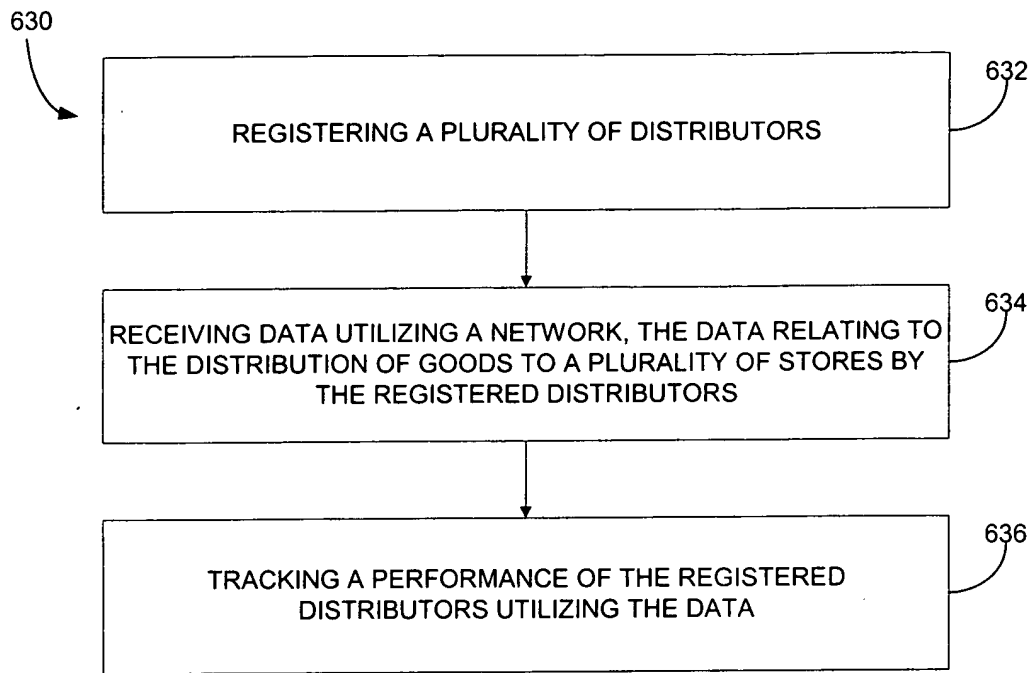 630
632
REGISTERING A PLURALITY OF DISTRIBUTORS
634
RECEIVING DATA UTILIZING A NETWORK, THE DATA RELATING TO
THE DISTRIBUTION OF GOODS TO A PLURALITY OF STORES BY
THE REGISTERED DISTRIBUTORS
636
TRACKING A PERFORMANCE OF THE REGISTERED
DISTRIBUTORS UTILIZING THE DATA